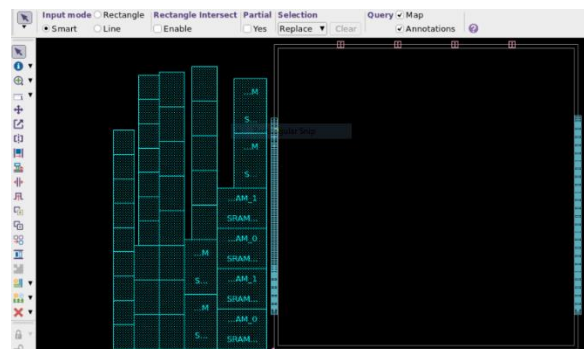 Input mode Rectangle Rectangle Intersect Partial Selection Query Map
Smart Line Enable Yes Replace Clear Annotations
...M
S...
...M
S...
...AM_1
SRAM...
...AM_0
...M SRAM...
...AM_1
S... SRAM...
...M ...AM_0
S... SRAM...